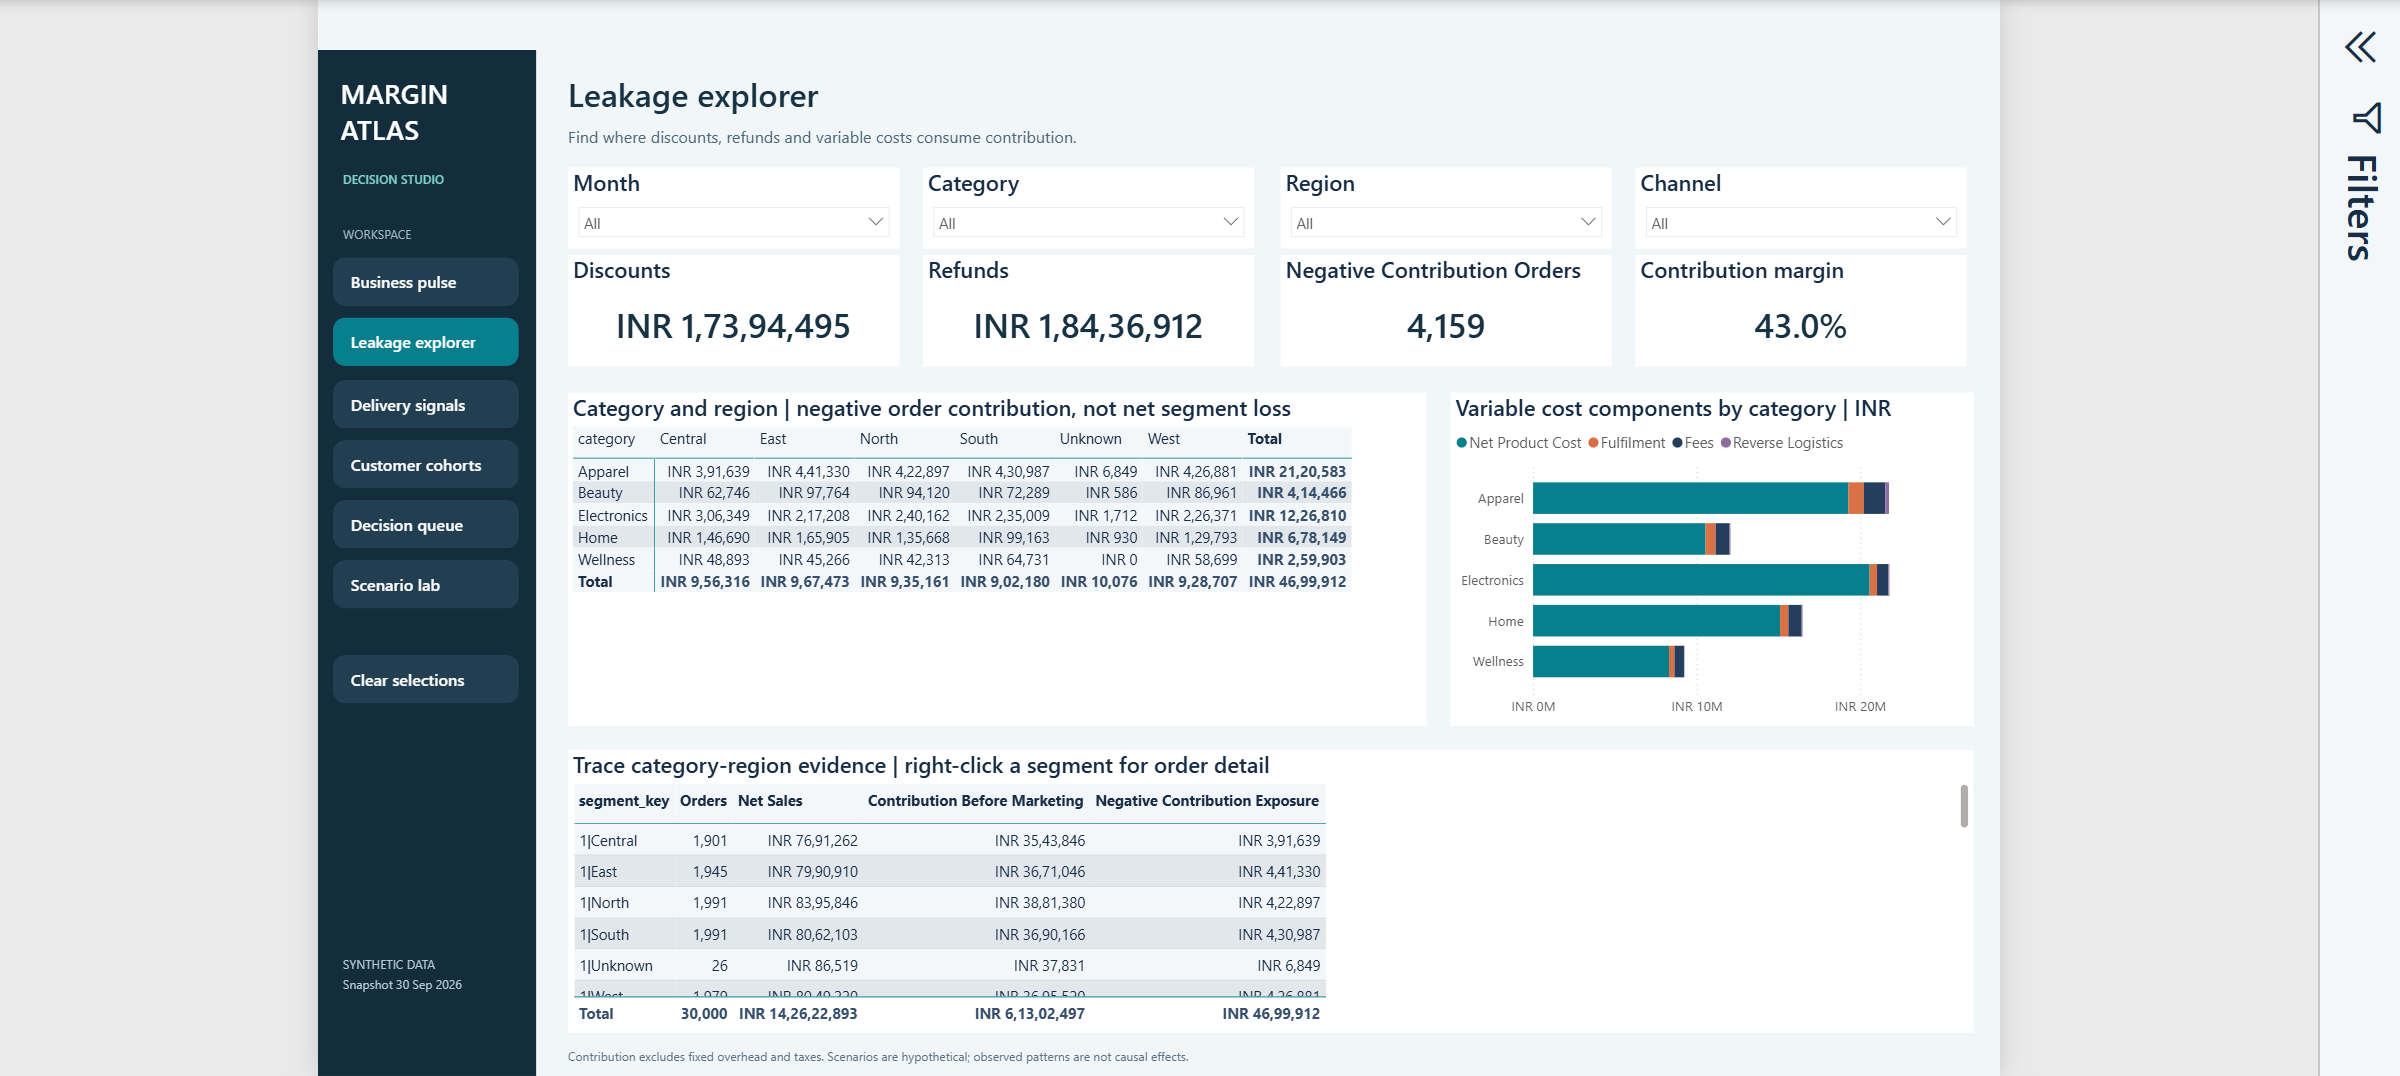 MARGIN
ATLAS
DECISION STUDIO
WORKSPACE
Business pulse
Leakage explorer
Delivery signals
Customer cohorts
Decision queue
Scenario lab
Clear selections
SYNTHETIC DATA
Snapshot 30 Sep 2026
Leakage explorer
Find where discounts, refunds and variable costs consume contribution.
Month
All
Category
All
Region
All
Channel
All
Discounts
INR 1,73,94,495
Refunds
INR 1,84,36,912
Negative Contribution Orders
4,159
Contribution margin
43.0%
Category and region | negative order contribution, not net segment loss
category Central East North South Unknown West Total
Apparel INR 3,91,639 INR 4,41,330 INR 4,22,897 INR 4,30,987 INR 6,849 INR 4,26,881 INR 21,20,583
Beauty INR 62,746 INR 97,764 INR 94,120 INR 72,289 INR 586 INR 86,961 INR 4,14,466
Electronics INR 3,06,349 INR 2,17,208 INR 2,40,162 INR 2,35,009 INR 1,712 INR 2,26,371 INR 12,26,810
Home INR 1,46,690 INR 1,65,905 INR 1,35,668 INR 99,163 INR 930 INR 1,29,793 INR 6,78,149
Wellness INR 48,893 INR 45,266 INR 42,313 INR 64,731 INR 0 INR 58,699 INR 2,59,903
Total INR 9,56,316 INR 9,67,473 INR 9,35,161 INR 9,02,180 INR 10,076 INR 9,28,707 INR 46,99,912
Variable cost components by category | INR
Net Product Cost Fulfilment Fees Reverse Logistics
Apparel
Beauty
Electronics
Home
Wellness
INR 0M INR 10M INR 20M
Trace category-region evidence | right-click a segment for order detail
segment_key Orders Net Sales Contribution Before Marketing Negative Contribution Exposure
1|Central 1,901 INR 76,91,262 INR 35,43,846 INR 3,91,639
1|East 1,945 INR 79,90,910 INR 36,71,046 INR 4,41,330
1|North 1,991 INR 83,95,846 INR 38,81,380 INR 4,22,897
1|South 1,991 INR 80,62,103 INR 36,90,166 INR 4,30,987
1|Unknown 26 INR 86,519 INR 37,831 INR 6,849
1|West
Total 30,000 INR 14,26,22,893 INR 6,13,02,497 INR 46,99,912
Contribution excludes fixed overhead and taxes. Scenarios are hypothetical; observed patterns are not causal effects.
Filters